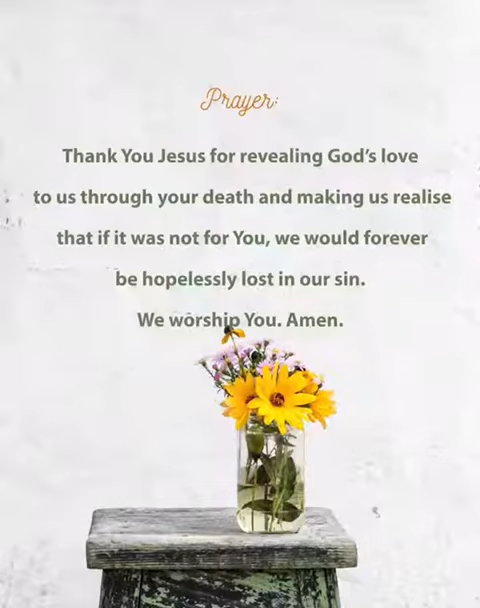 Prayer:
Thank You Jesus for revealing God's love
to us through your death and making us realise
that if it was not for You, we would forever
be hopelessly lost in our sin.
We worship You. Amen.